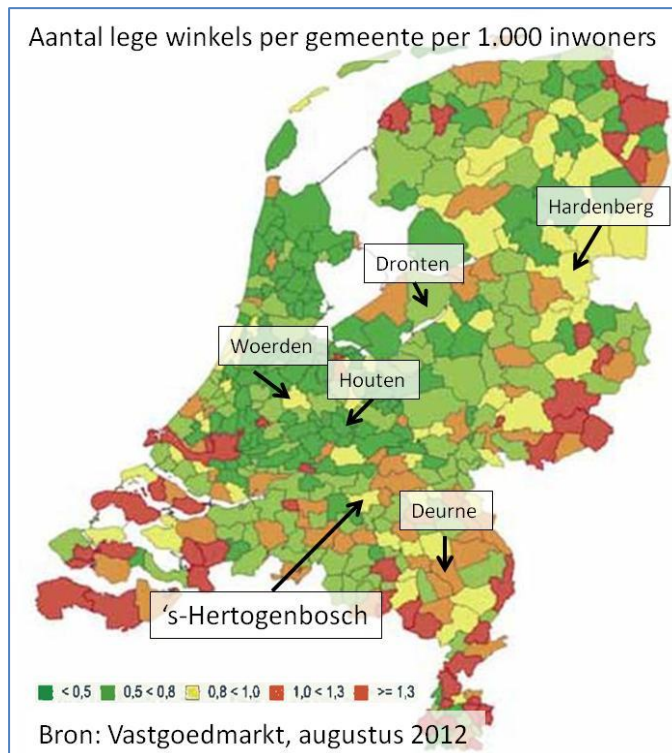 Aantal lege winkels per gemeente per 1.000 inwoners
Hardenberg
Dronten
Woerden
Houten
Deurne
‘s-Hertogenbosch
< 0,5 0,5 < 0,8 0,8 < 1,0 1,0 < 1,3 >= 1,3
Bron: Vastgoedmarkt, augustus 2012